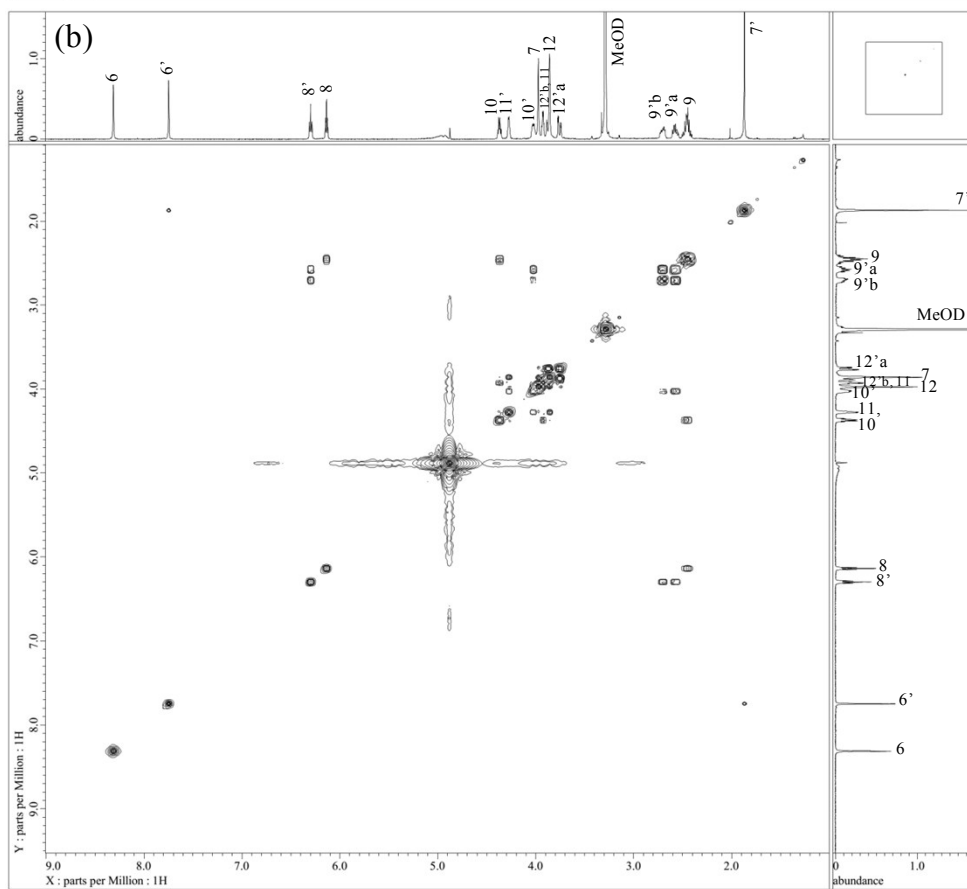 (b)
abundance
0 1.0
6
6'
8'
8
10
11'
10'
7
12'b, 11
12
12'a
MeOD
9'b
9'a
9
7'
Y : parts per Million : 1H
2.0
3.0
4.0
5.0
6.0
7.0
8.0
9.0
9.0 8.0 7.0 6.0 5.0 4.0 3.0 2.0
X : parts per Million : 1H
7'
9
9'a
9'b
MeOD
12'a
7
12'b, 11
12
10'
11,
10
8
8'
6'
6
0 1.0
abundance